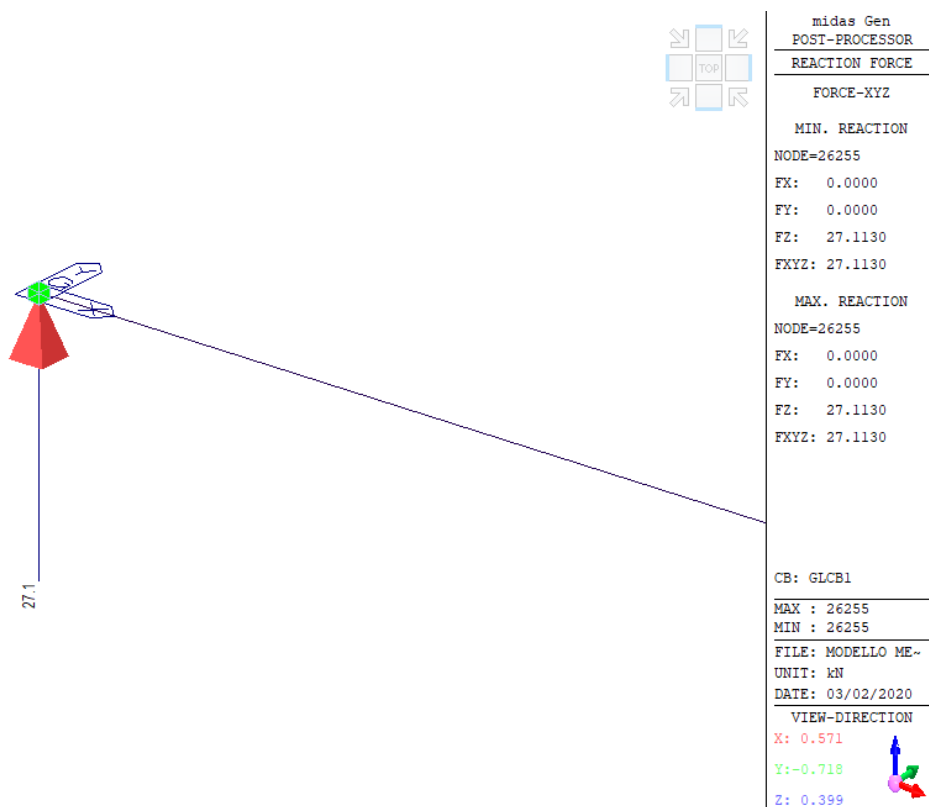 midas Gen
POST-PROCESSOR
REACTION FORCE
FORCE-XYZ
MIN. REACTION
NODE=26255
FX: 0.0000
FY: 0.0000
FZ: 27.1130
FXYZ: 27.1130
MAX. REACTION
NODE=26255
FX: 0.0000
FY: 0.0000
FZ: 27.1130
FXYZ: 27.1130
CB: GLCB1
MAX : 26255
MIN : 26255
FILE: MODELLO ME~
UNIT: kN
DATE: 03/02/2020
VIEW-DIRECTION
X: 0.571
Y:-0.718
Z: 0.399
TOP
Y
X
27.1